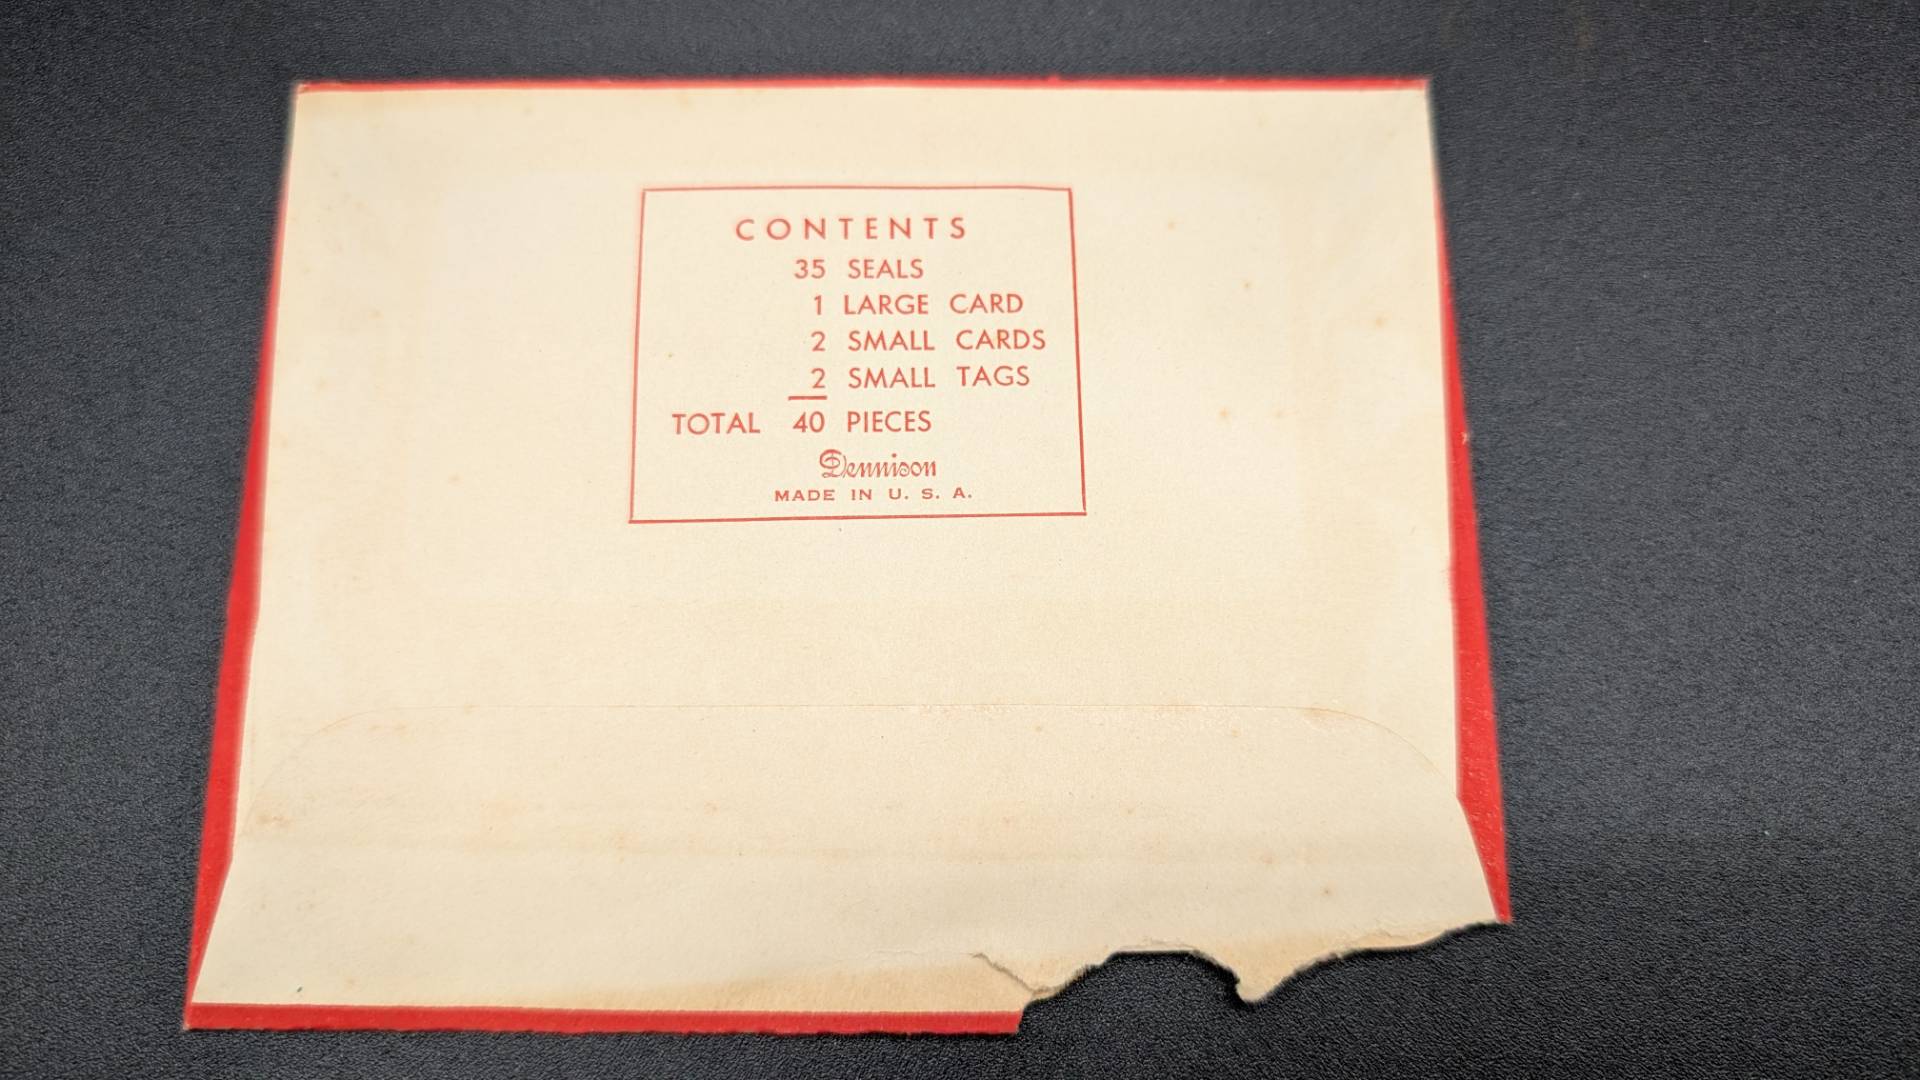 CONTENTS
35 SEALS
1 LARGE CARD
2 SMALL CARDS
2 SMALL TAGS
TOTAL 40 PIECES
Dennison
MADE IN U. S. A.